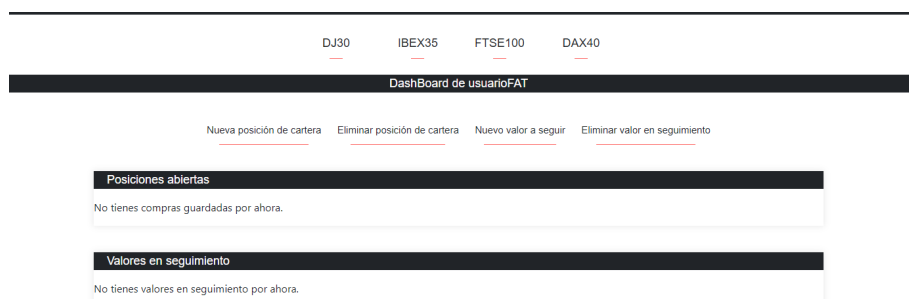 DJ30 IBEX35 FTSE100 DAX40
DashBoard de usuarioFAT
Nueva posición de cartera Eliminar posición de cartera Nuevo valor a seguir Eliminar valor en seguimiento
Posiciones abiertas
No tienes compras guardadas por ahora.
Valores en seguimiento
No tienes valores en seguimiento por ahora.